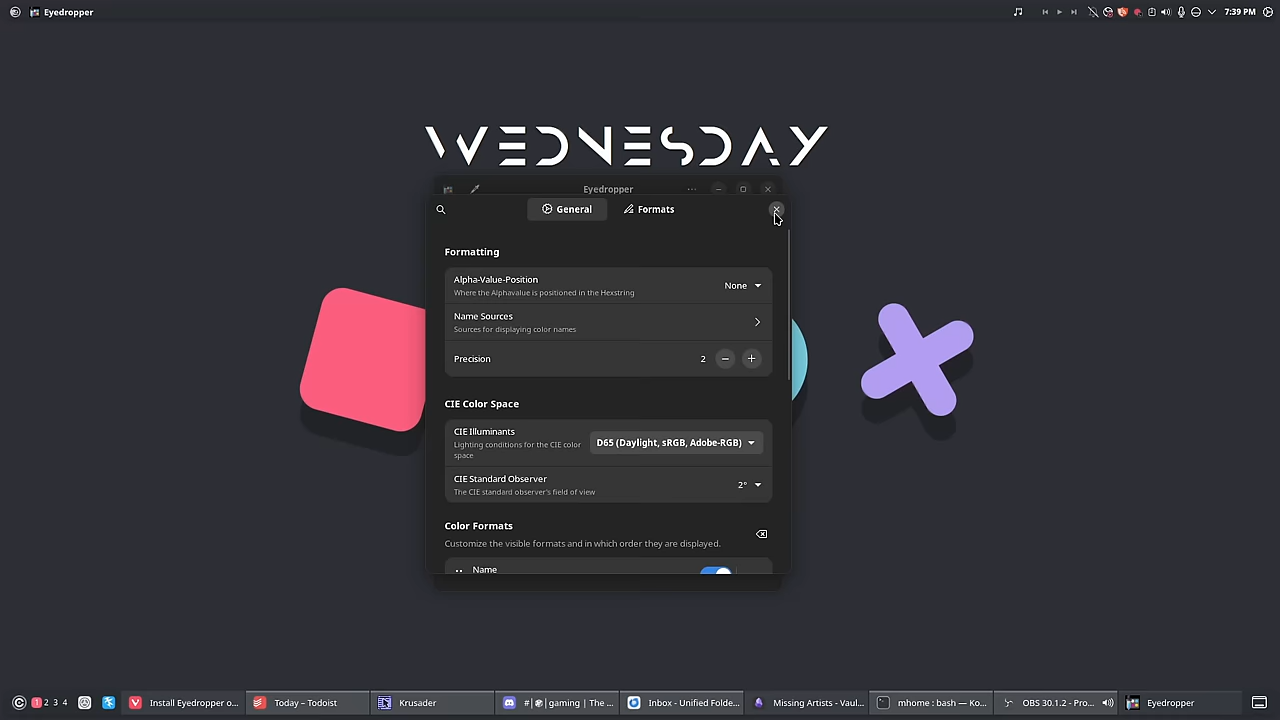 Eyedropper
7:39 PM
WEDNESDAY
Eyedropper
General
Formats
Formatting
Alpha-Value-Position
Where the Alphavalue is positioned in the Hexstring
None
Name Sources
Sources for displaying color names
Precision
2
CIE Color Space
CIE Illuminants
Lighting conditions for the CIE color
space
D65 (Daylight, sRGB, Adobe-RGB)
CIE Standard Observer
The CIE standard observer's field of view
2°
Color Formats
Customize the visible formats and in which order they are displayed.
Name
1 2 3 4
Install Eyedropper o...
Today – Todoist
Krusader
gaming | The ...
Inbox - Unified Folde...
Missing Artists - Vaul...
mhome : bash — Ko...
OBS 30.1.2 - Pro...
Eyedropper